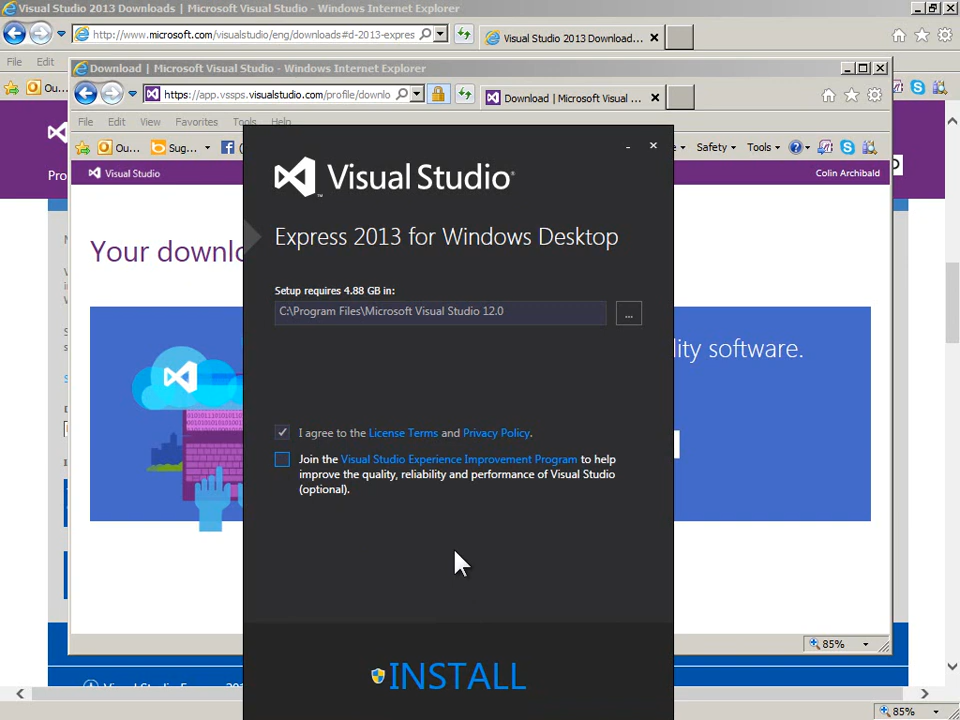 Visual Studio 2013 Downloads | Microsoft Visual Studio - Windows Internet Explorer
http://www.microsoft.com/visualstudio/eng/downloads#d-2013-expres
Visual Studio 2013 Download...
File Edit
Ou...
Download | Microsoft Visual Studio - Windows Internet Explorer
https://app.vssps.visualstudio.com/profile/downlo
Download | Microsoft Visual ...
File Edit View Favorites Tools Help
Ou... Sug...
Safety Tools
Visual Studio
Colin Archibald
Pro
Your downlo
lity software.
Visual Studio
Express 2013 for Windows Desktop
Setup requires 4.88 GB in:
C:\Program Files\Microsoft Visual Studio 12.0
...
I agree to the License Terms and Privacy Policy.
Join the Visual Studio Experience Improvement Program to help
improve the quality, reliability and performance of Visual Studio
(optional).
INSTALL
85%
85%